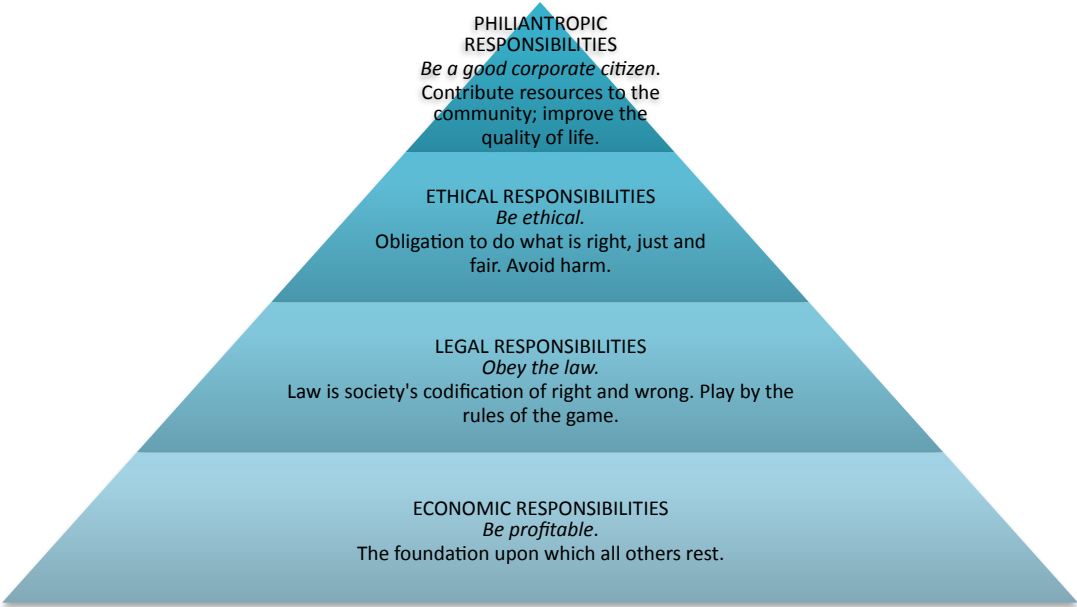 PHILIANTROPIC
RESPONSIBILITIES
Be a good corporate citizen.
Contribute resources to the
community; improve the
quality of life.
ETHICAL RESPONSIBILITIES
Be ethical.
Obligation to do what is right, just and
fair. Avoid harm.
LEGAL RESPONSIBILITIES
Obey the law.
Law is society's codification of right and wrong. Play by the
rules of the game.
ECONOMIC RESPONSIBILITIES
Be profitable.
The foundation upon which all others rest.